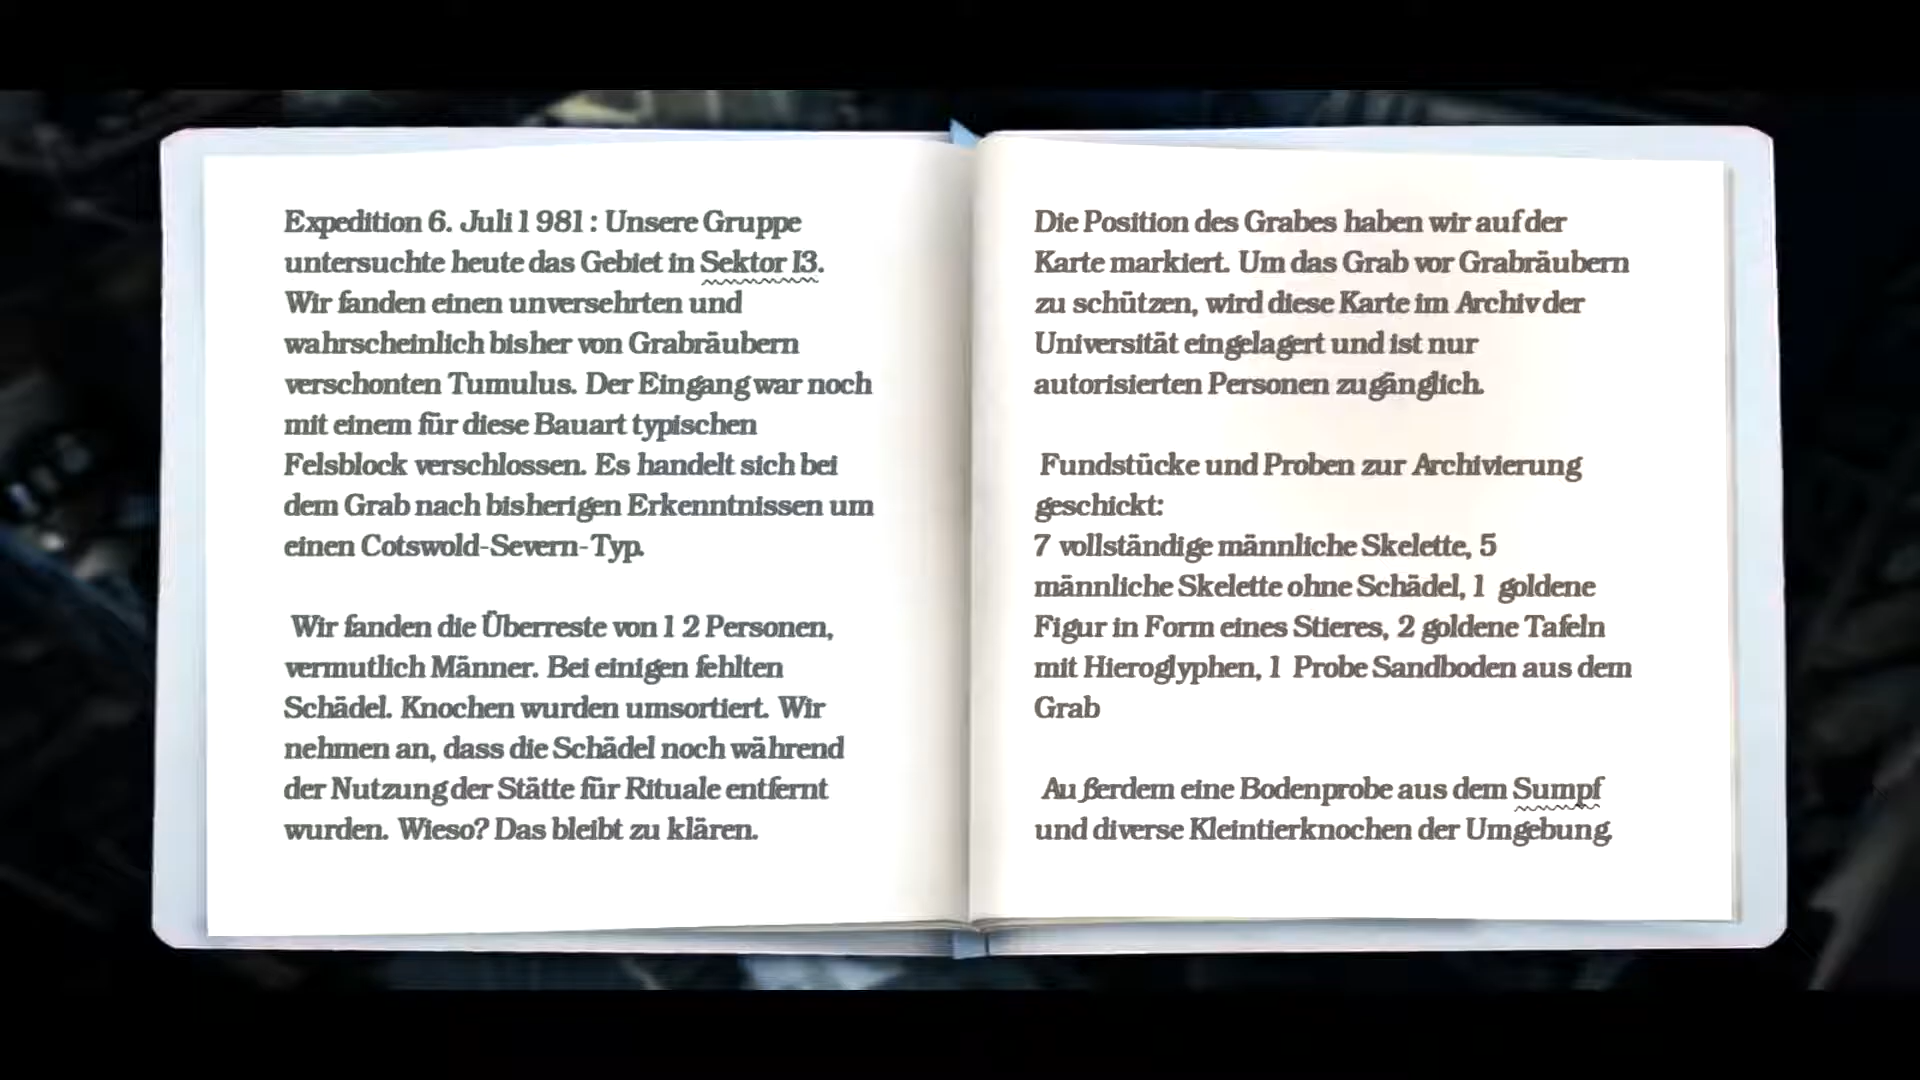 Expedition 6. Juli 1981: Unsere Gruppe
untersuchte heute das Gebiet in Sektor I3.
Wir fanden einen unversehrten und
wahrscheinlich bisher von Grabräubern
verschonten Tumulus. Der Eingang war noch
mit einem für diese Bauart typischen
Felsblock verschlossen. Es handelt sich bei
dem Grab nach bisherigen Erkenntnissen um
einen Cotswold-Severn-Typ.
Wir fanden die Überreste von 12 Personen,
vermutlich Männer. Bei einigen fehlten
Schädel. Knochen wurden umsortiert. Wir
nehmen an, dass die Schädel noch während
der Nutzung der Stätte für Rituale entfernt
wurden. Wieso? Das bleibt zu klären.
Die Position des Grabes haben wir auf der
Karte markiert. Um das Grab vor Grabräubern
zu schützen, wird diese Karte im Archiv der
Universität eingelagert und ist nur
autorisierten Personen zugänglich.
Fundstücke und Proben zur Archivierung
geschickt:
7 vollständige männliche Skelette, 5
männliche Skelette ohne Schädel, 1 goldene
Figur in Form eines Stieres, 2 goldene Tafeln
mit Hieroglyphen, 1 Probe Sandboden aus dem
Grab
Außerdem eine Bodenprobe aus dem Sumpf
und diverse Kleintierknochen der Umgebung.